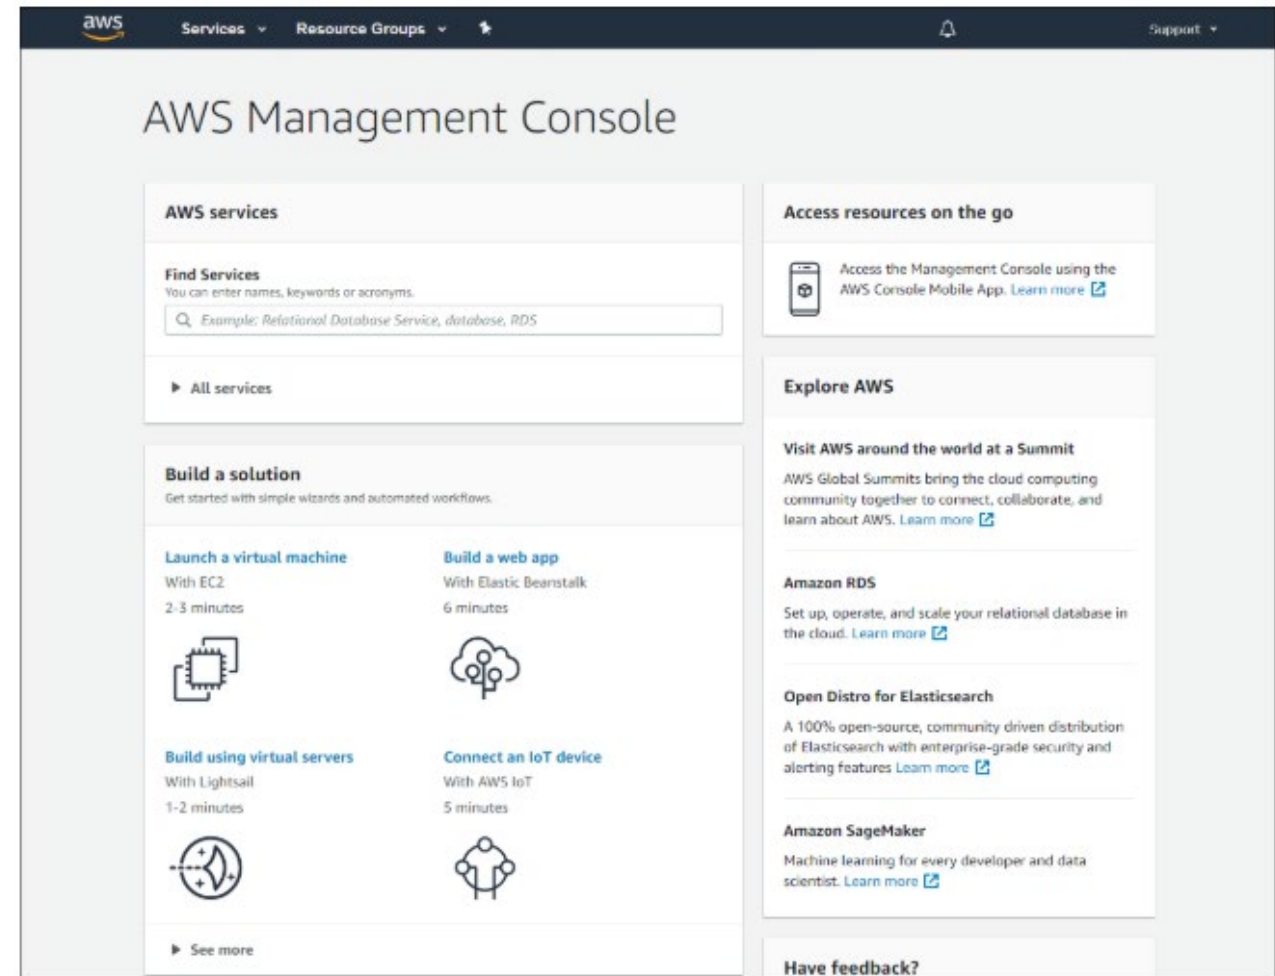 aws Services Resource Groups Support
AWS Management Console
AWS services
Find Services
You can enter names, keywords or acronyms.
Example: Relational Database Service, database, RDS
All services
Build a solution
Get started with simple wizards and automated workflows.
Launch a virtual machine
With EC2
2-3 minutes
Build a web app
With Elastic Beanstalk
6 minutes
Build using virtual servers
With Lightsail
1-2 minutes
Connect an IoT device
With AWS IoT
5 minutes
See more
Access resources on the go
Access the Management Console using the
AWS Console Mobile App. Learn more
Explore AWS
Visit AWS around the world at a Summit
AWS Global Summits bring the cloud computing
community together to connect, collaborate, and
learn about AWS. Learn more
Amazon RDS
Set up, operate, and scale your relational database in
the cloud. Learn more
Open Distro for Elasticsearch
A 100% open-source, community driven distribution
of Elasticsearch with enterprise-grade security and
alerting features Learn more
Amazon SageMaker
Machine learning for every developer and data
scientist. Learn more
Have feedback?